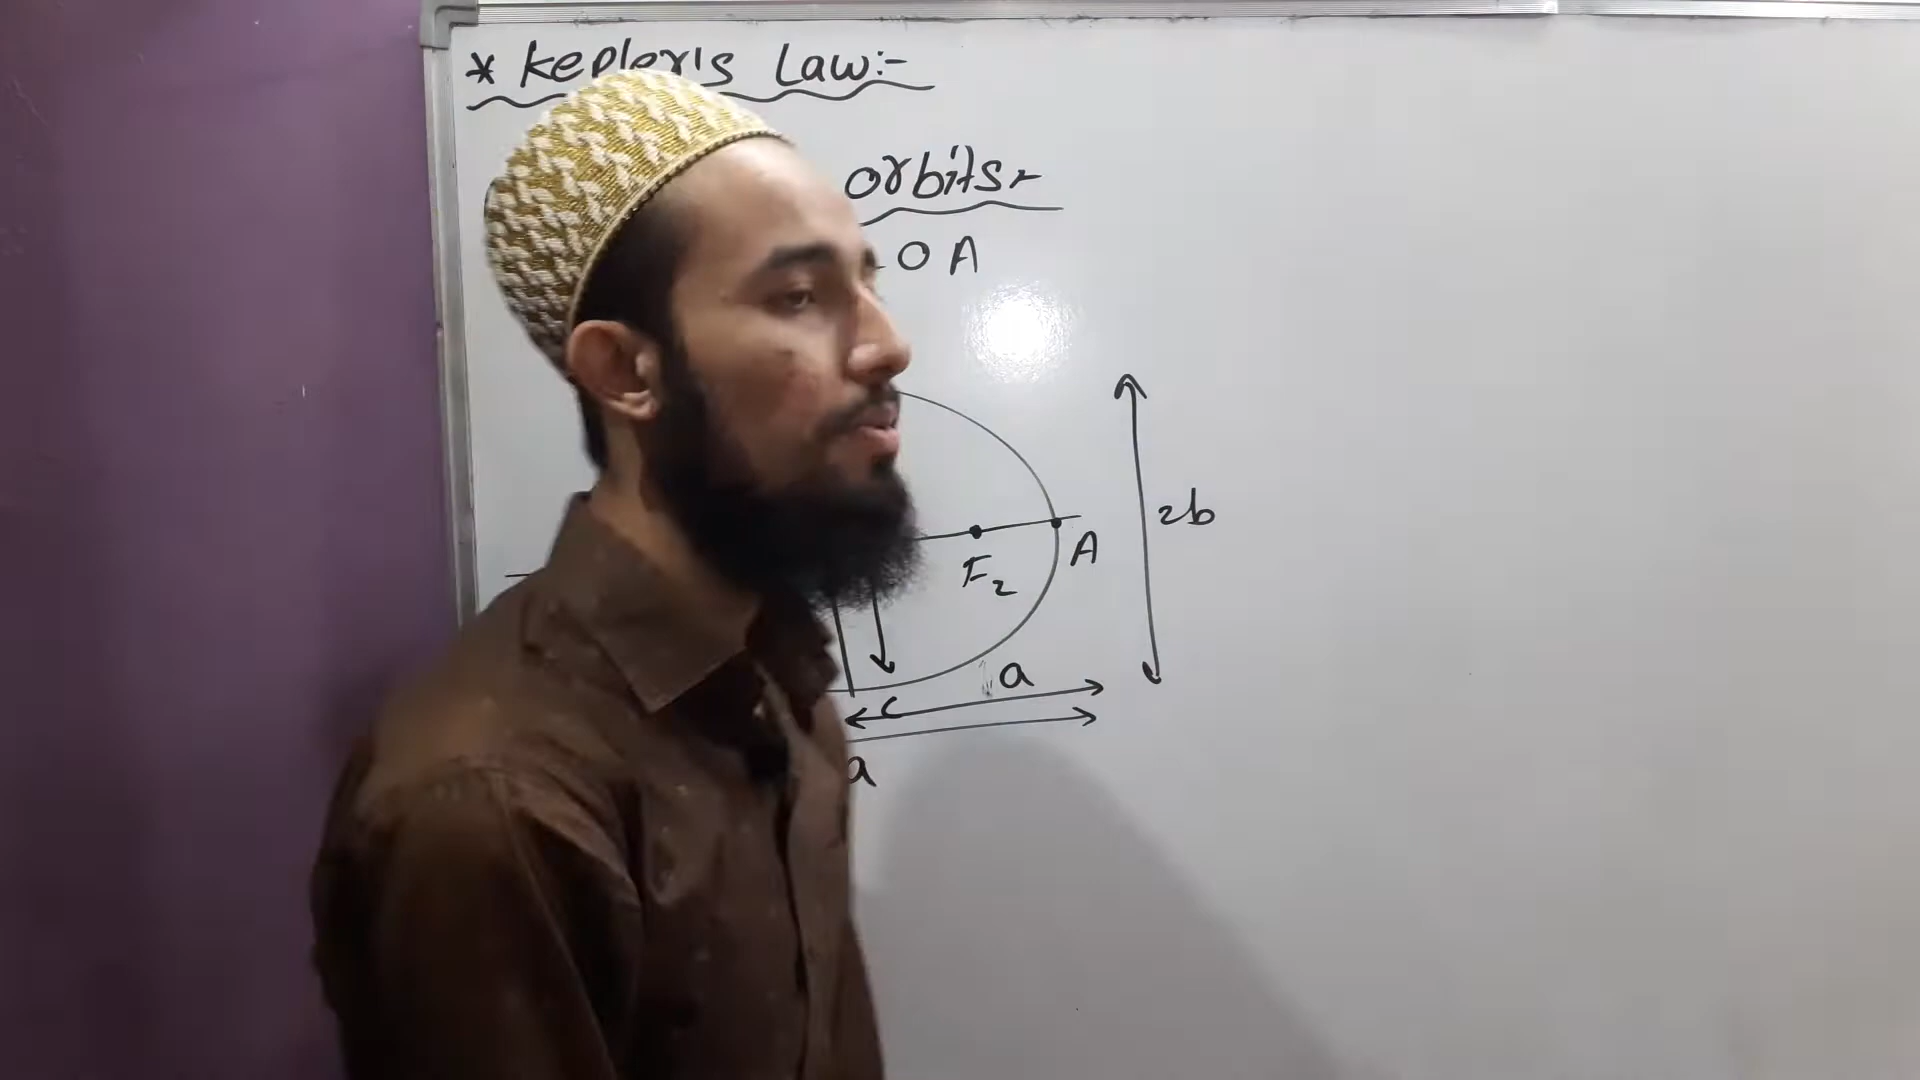 * Kepler's Law:-
orbits:-
O A
2b
F2
A
a
c
a